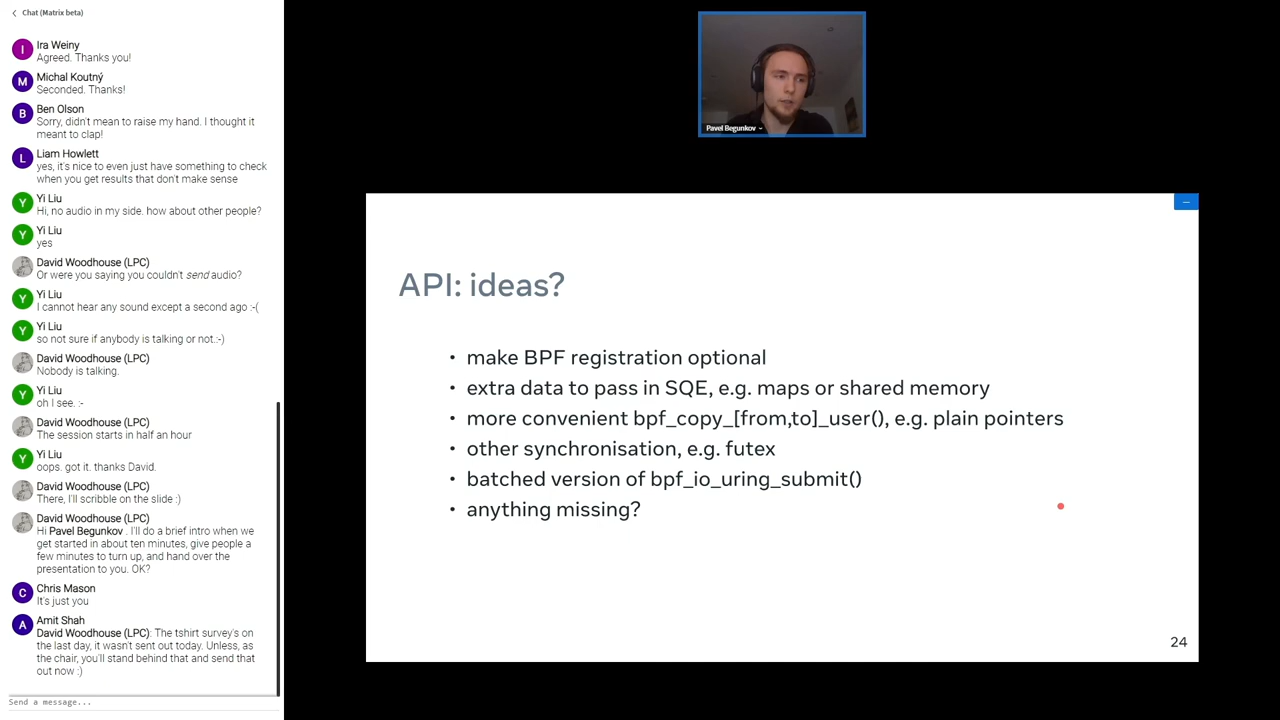 Chat (Matrix beta)
I
Ira Weiny
Agreed. Thank you!
M
Michal Koutný
Seconded. Thanks!
B
Ben Olson
Sorry, didn't mean to raise my hand. I thought it
meant to clap!
L
Liam Howlett
yes, it's nice to even just have something to check
when you get results that don't make sense
Y
Yi Liu
Hi, no audio in my side. how about other people?
Y
Yi Liu
yes
David Woodhouse (LPC)
Or were you saying you couldn't send audio?
Y
Yi Liu
I cannot hear any sound except a second ago :-(
Y
Yi Liu
so not sure if anybody is talking or not.:-)
David Woodhouse (LPC)
Nobody is talking.
Y
Yi Liu
oh I see. :-
David Woodhouse (LPC)
The session starts in half an hour
Y
Yi Liu
oops. got it. thanks David.
David Woodhouse (LPC)
There, I'll scribble on the slide :)
David Woodhouse (LPC)
Hi Pavel Begunkov . I'll do a brief intro when we
get started in about ten minutes, give people a
few minutes to turn up, and hand over the
presentation to you. OK?
C
Chris Mason
It's just you
A
Amit Shah
David Woodhouse (LPC): The tshirt survey's on
the last day, it wasn't sent out today. Unless, as
the chair, you'll stand behind that and send that
out now :)
Send a message...
Pavel Begunkov
API: ideas?
• make BPF registration optional
• extra data to pass in SQE, e.g. maps or shared memory
• more convenient bpf_copy_[from,to]_user(), e.g. plain pointers
• other synchronisation, e.g. futex
• batched version of bpf_io_uring_submit()
• anything missing?
24